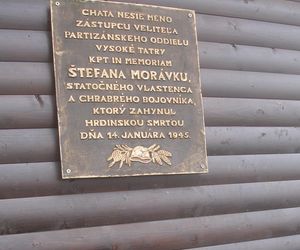 CHATA NESIE MENO
ZÁSTUPCU VELITEĽA
PARTIZÁNSKEHO ODDIELU
VYSOKÉ TATRY
KPT IN MEMORIAM
ŠTEFANA MORÁVKU,
STATOČNÉHO VLASTENCA
A CHRABRÉHO BOJOVNÍKA,
KTORÝ ZAHYNUL
HRDINSKOU SMRŤOU
DŇA 14. JANUÁRA 1945.